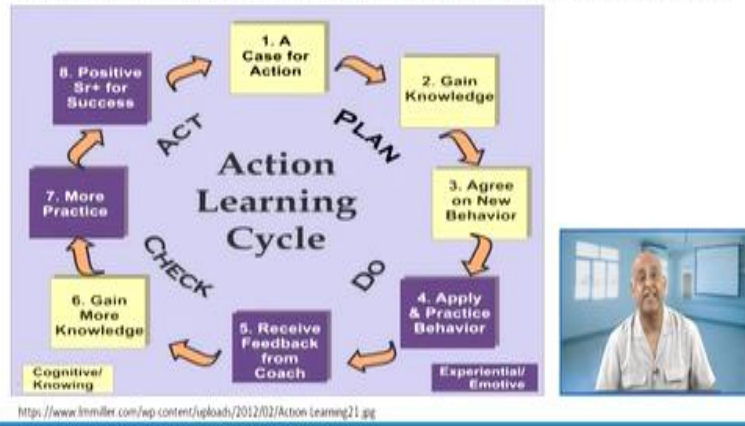 1. A
Case for
Action
2. Gain
Knowledge
3. Agree
on New
Behavior
4. Apply
& Practice
Behavior
5. Receive
Feedback
from
Coach
6. Gain
More
Knowledge
7. More
Practice
8. Positive
Sr+ for
Success
PLAN
DO
CHECK
ACT
Action
Learning
Cycle
Cognitive/
Knowing
Experiential/
Emotive
https://www.lmmiller.com/wp-content/uploads/2012/02/Action-Learning21.jpg